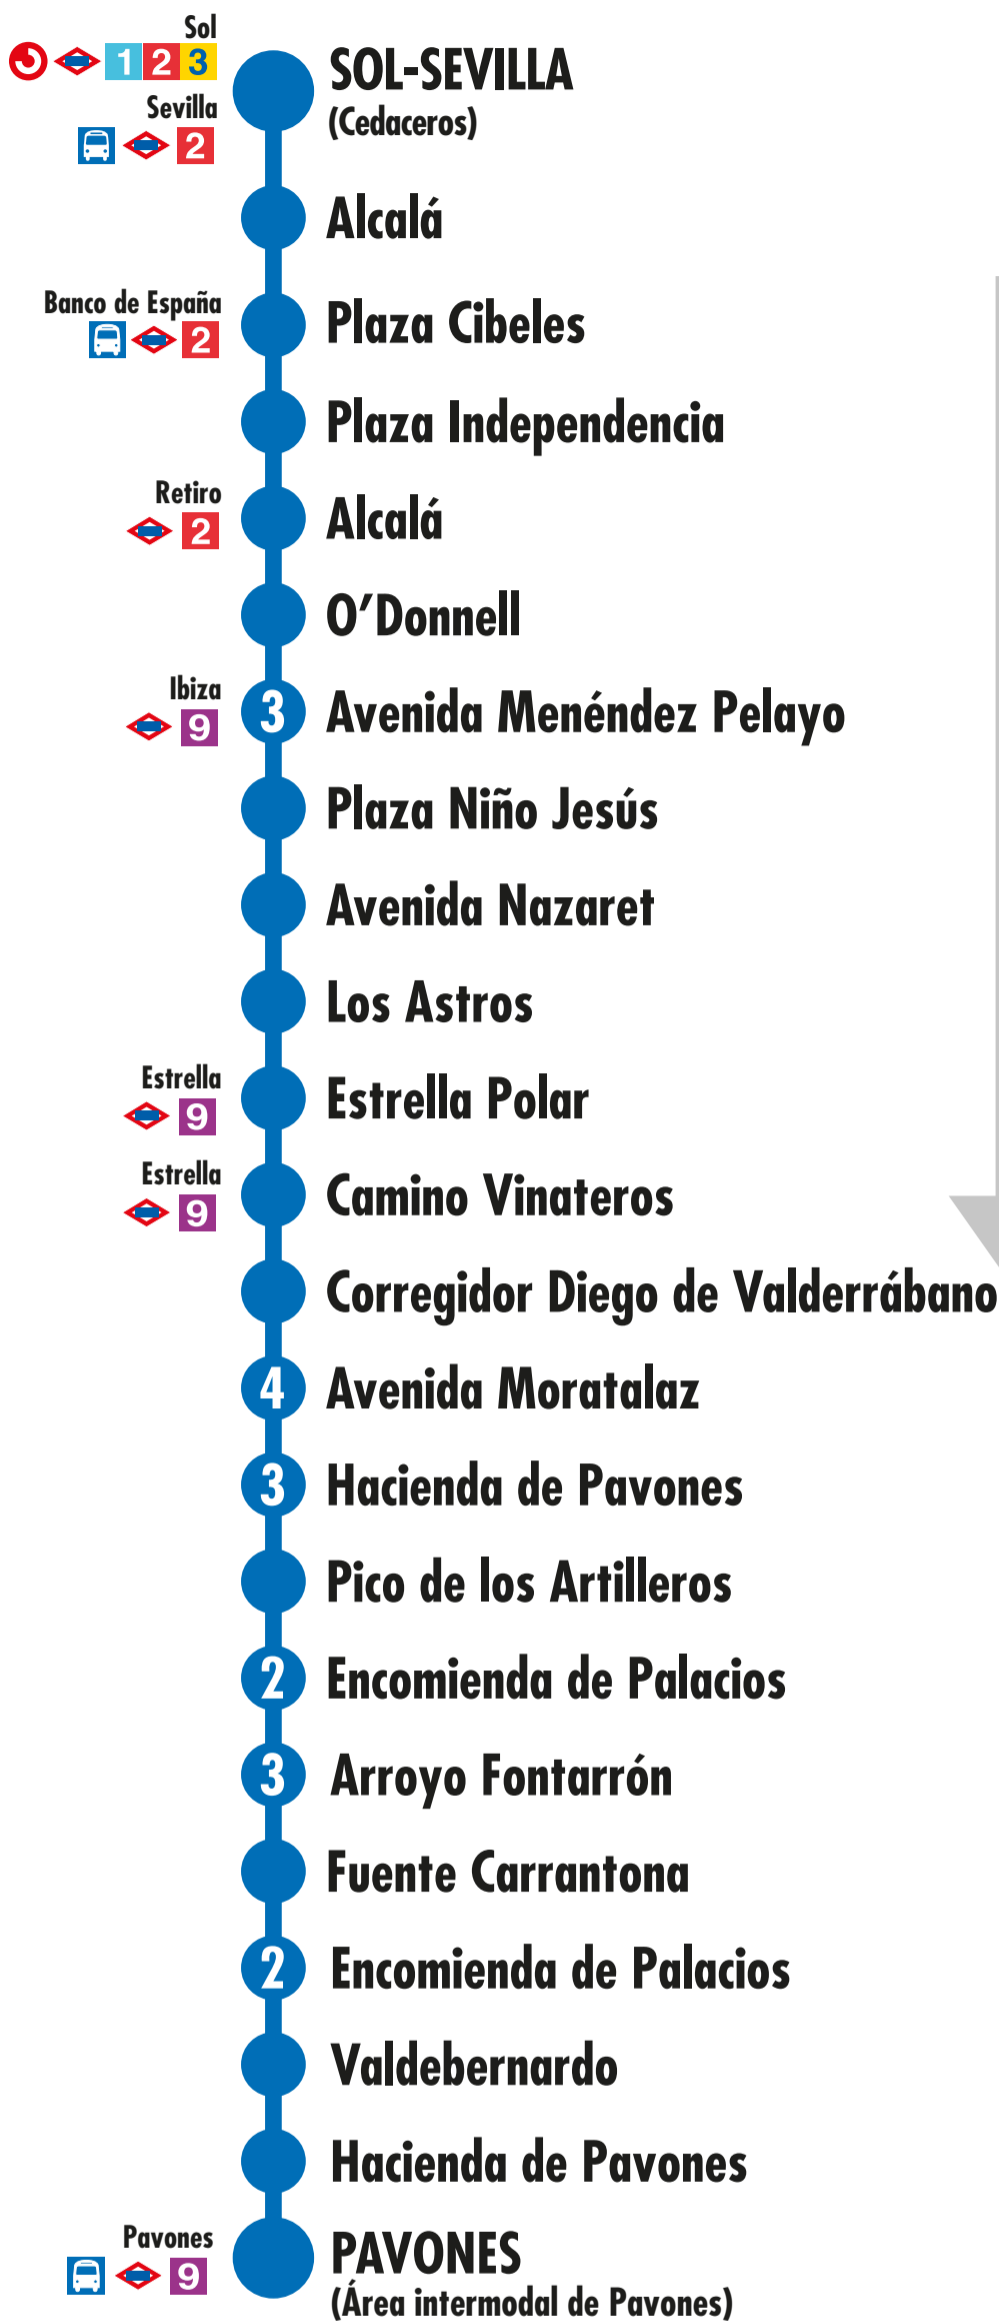 Sol
1 2 3
SOL-SEVILLA
(Cedaceros)
Sevilla
2
Alcalá
Banco de España
2
Plaza Cibeles
Plaza Independencia
Retiro
2
Alcalá
O’Donnell
Ibiza
9
3
Avenida Menéndez Pelayo
Plaza Niño Jesús
Avenida Nazaret
Los Astros
Estrella
9
Estrella Polar
Estrella
9
Camino Vinateros
Corregidor Diego de Valderrábano
4
Avenida Moratalaz
3
Hacienda de Pavones
Pico de los Artilleros
2
Encomienda de Palacios
3
Arroyo Fontarrón
Fuente Carrantona
2
Encomienda de Palacios
Valdebernardo
Hacienda de Pavones
Pavones
9
PAVONES
(Área intermodal de Pavones)